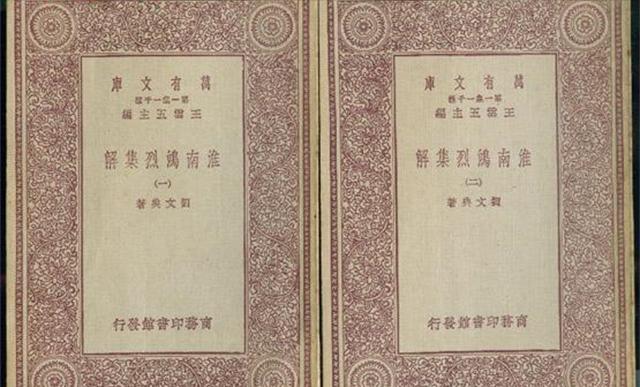 萬有文庫
第一集一千種
王雲五主編
淮南鴻烈集解
(一)
劉文典著
商務印書館發行
萬有文庫
第一集一千種
王雲五主編
淮南鴻烈集解
(二)
劉文典著
商務印書館發行